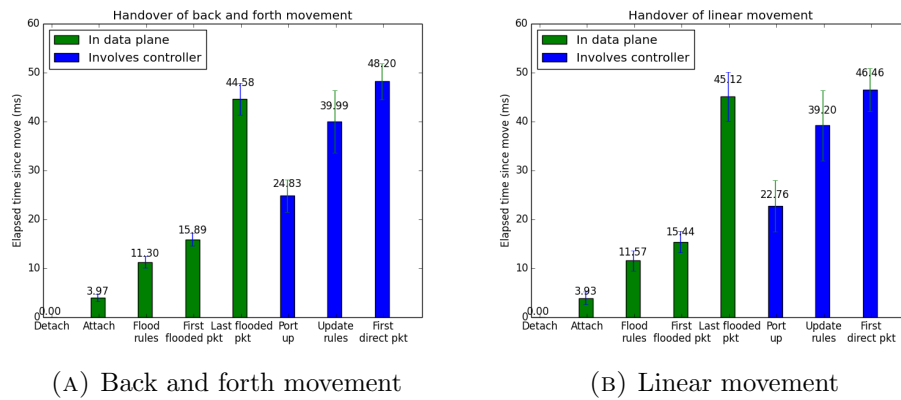 Handover of back and forth movement
In data plane
Involves controller
Elapsed time since move (ms)
60
50
40
30
20
10
0
0.00
3.97
11.30
15.89
44.58
24.83
39.99
48.20
Detach
Attach
Flood
rules
First
flooded pkt
Last flooded
pkt
Port
up
Update
rules
First
direct pkt
(A) Back and forth movement
Handover of linear movement
In data plane
Involves controller
Elapsed time since move (ms)
60
50
40
30
20
10
0
0.00
3.93
11.57
15.44
45.12
22.76
39.20
46.46
Detach
Attach
Flood
rules
First
flooded pkt
Last flooded
pkt
Port
up
Update
rules
First
direct pkt
(B) Linear movement